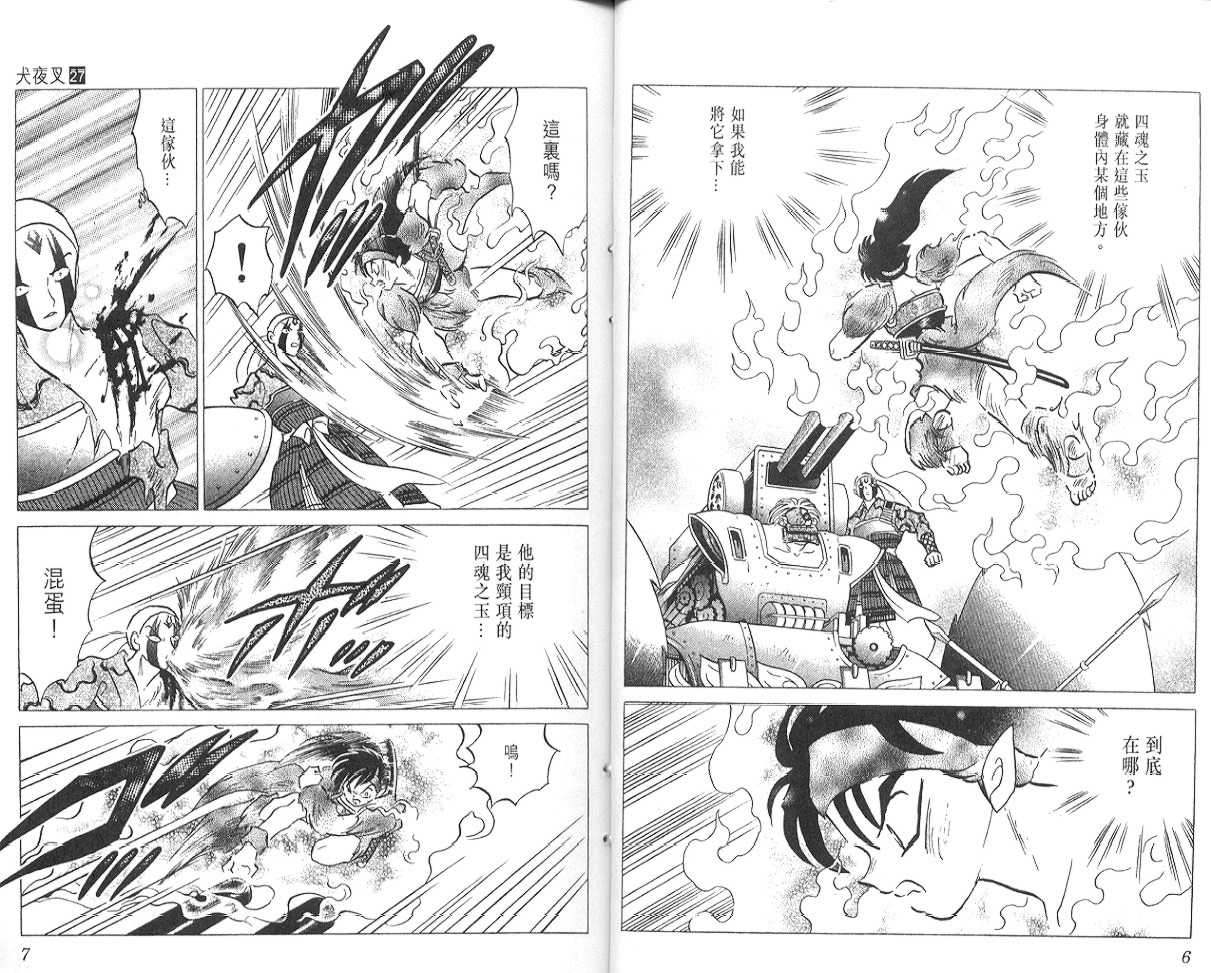 四魂之玉
就藏在這些傢伙
身體內某個地方。
如果我能
將它拿下…
到底
在哪？
6
犬夜叉27
這裏嗎？
！
這傢伙…
他的目標
是我頸項的
四魂之玉…
混蛋！
嗚！
7